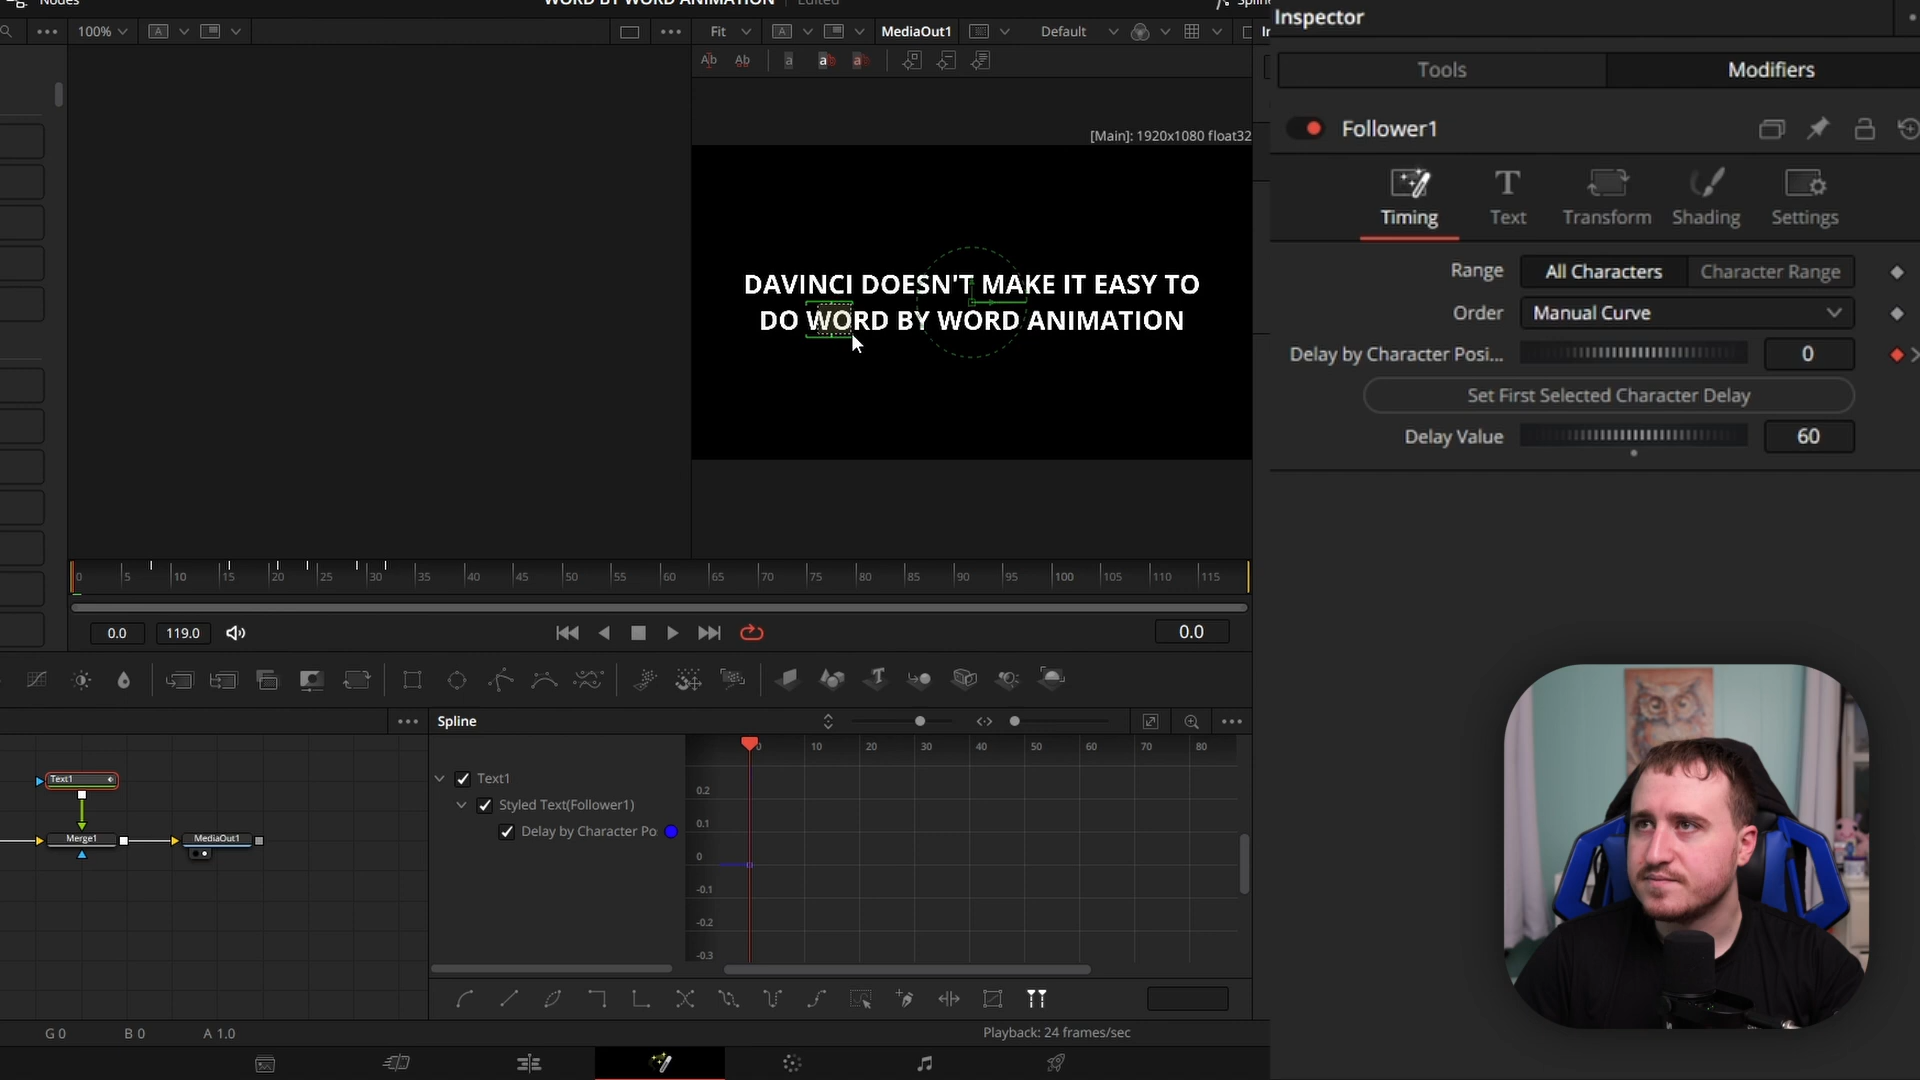 Nodes
WORD BY WORD ANIMATION
Edited
Spline
Inspector
100%
Fit
MediaOut1
Default
Tools
Modifiers
[Main]: 1920x1080 float32
Follower1
Timing
Text
Transform
Shading
Settings
Range
All Characters
Character Range
Order
Manual Curve
Delay by Character Posi...
0
Set First Selected Character Delay
Delay Value
60
DAVINCI DOESN'T MAKE IT EASY TO
DO WORD BY WORD ANIMATION
0 5 10 15 20 25 30 35 40 45 50 55 60 65 70 75 80 85 90 95 100 105 110 115
0.0
119.0
0.0
Spline
0 10 20 30 40 50 60 70 80
Text1
Merge1
MediaOut1
Text1
Styled Text(Follower1)
Delay by Character Po
0.2
0.1
0
-0.1
-0.2
-0.3
G 0
B 0
A 1.0
Playback: 24 frames/sec